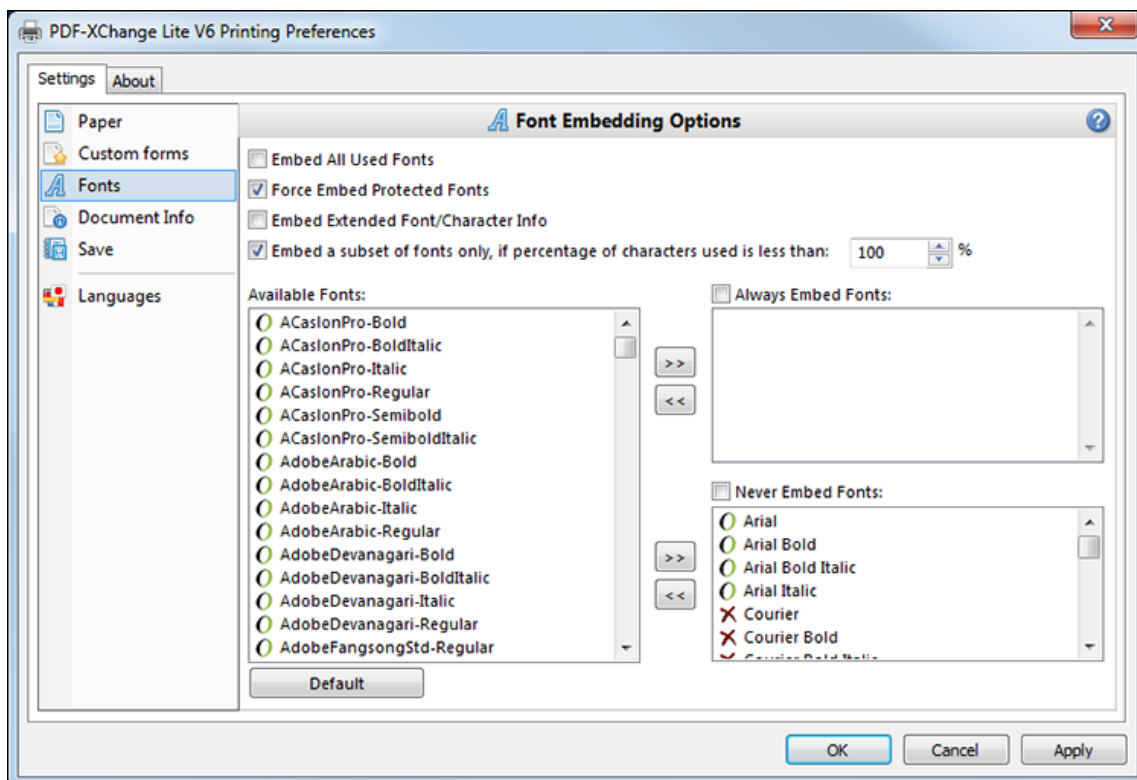 PDF-XChange Lite V6 Printing Preferences
Settings About
Paper
Custom forms
Fonts
Document Info
Save
Languages
Font Embedding Options
Embed All Used Fonts
Force Embed Protected Fonts
Embed Extended Font/Character Info
Embed a subset of fonts only, if percentage of characters used is less than: 100 %
Available Fonts:
ACaslonPro-Bold
ACaslonPro-BoldItalic
ACaslonPro-Italic
ACaslonPro-Regular
ACaslonPro-Semibold
ACaslonPro-SemiboldItalic
AdobeArabic-Bold
AdobeArabic-BoldItalic
AdobeArabic-Italic
AdobeArabic-Regular
AdobeDevanagari-Bold
AdobeDevanagari-BoldItalic
AdobeDevanagari-Italic
AdobeDevanagari-Regular
AdobeFangsongStd-Regular
Default
>>
<<
Always Embed Fonts:
>>
<<
Never Embed Fonts:
Arial
Arial Bold
Arial Bold Italic
Arial Italic
Courier
Courier Bold
Courier Bold Italic
OK Cancel Apply